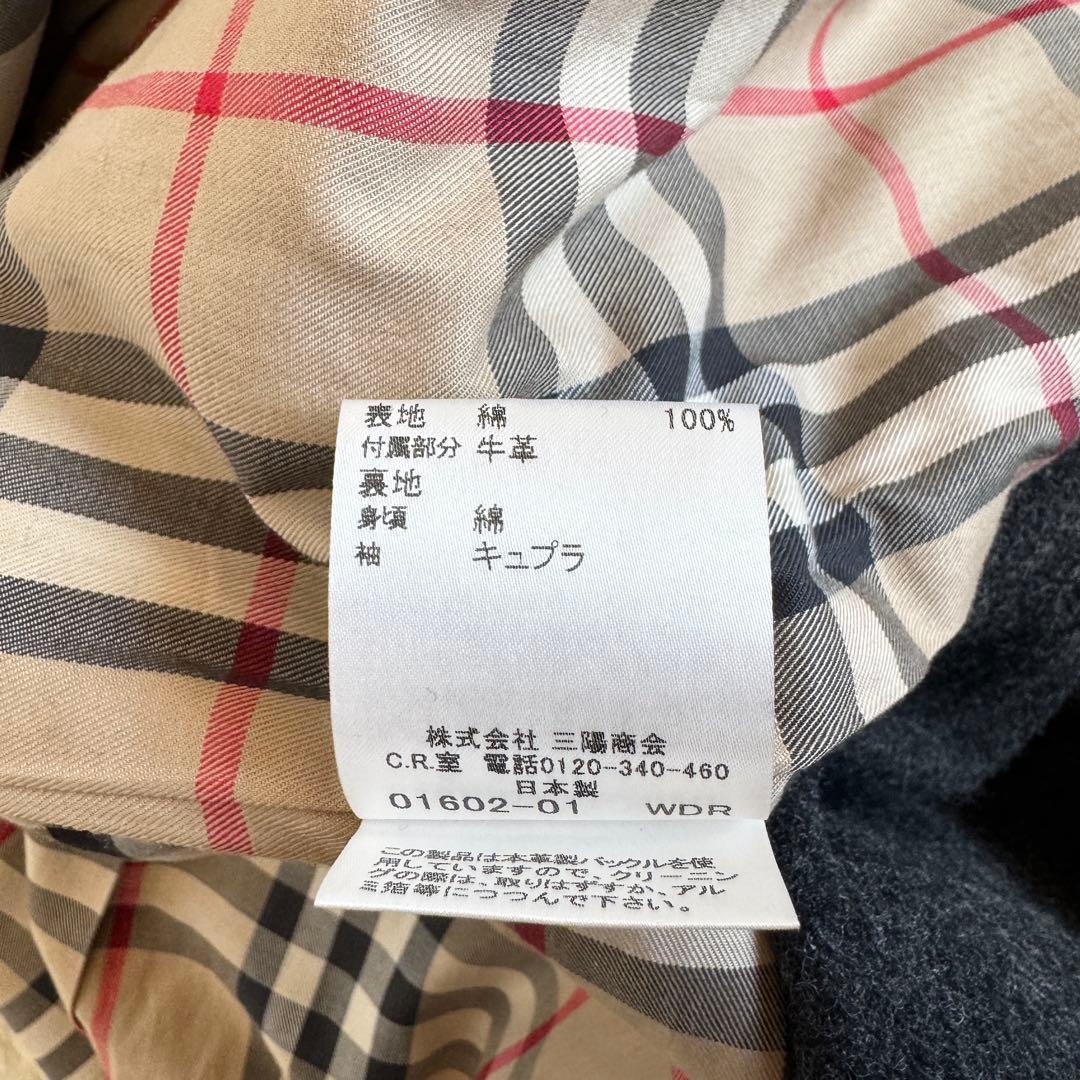 表地 綿 100%
付属部分 牛革
裏地
身頃 綿
袖 キュプラ
株式会社 三陽商会
C.R.室 電話0120-340-460
日本製
01602-01 WDR
この製品は本革製バックルを使
用していますので、クリーニン
グの際は、取りはずすか、アル
ミ箔等につつんで下さい。